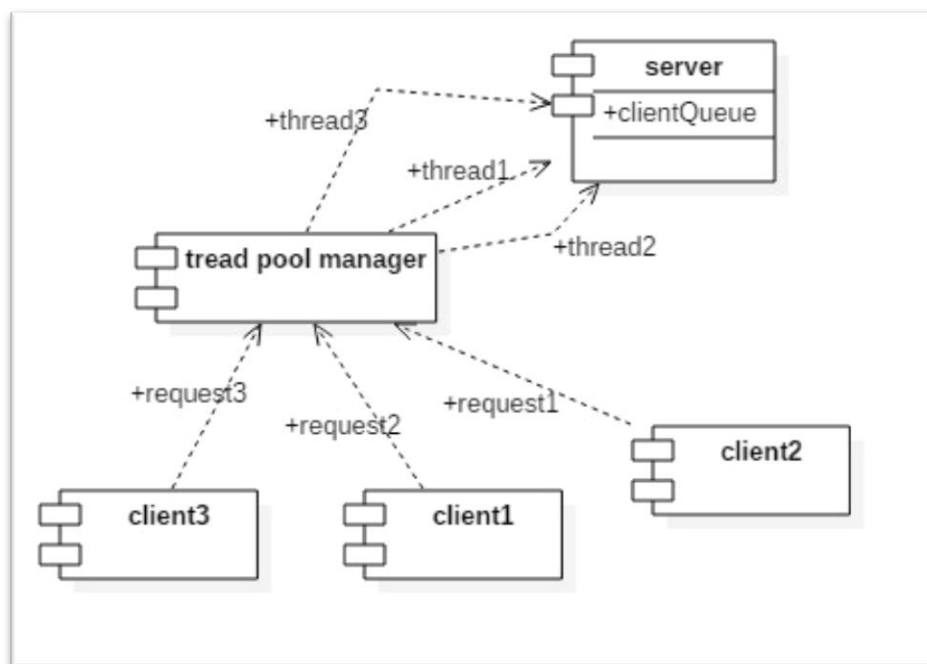 server
+clientQueue
+thread3
+thread1
+thread2
tread pool manager
+request3
+request2
+request1
client2
client3
client1